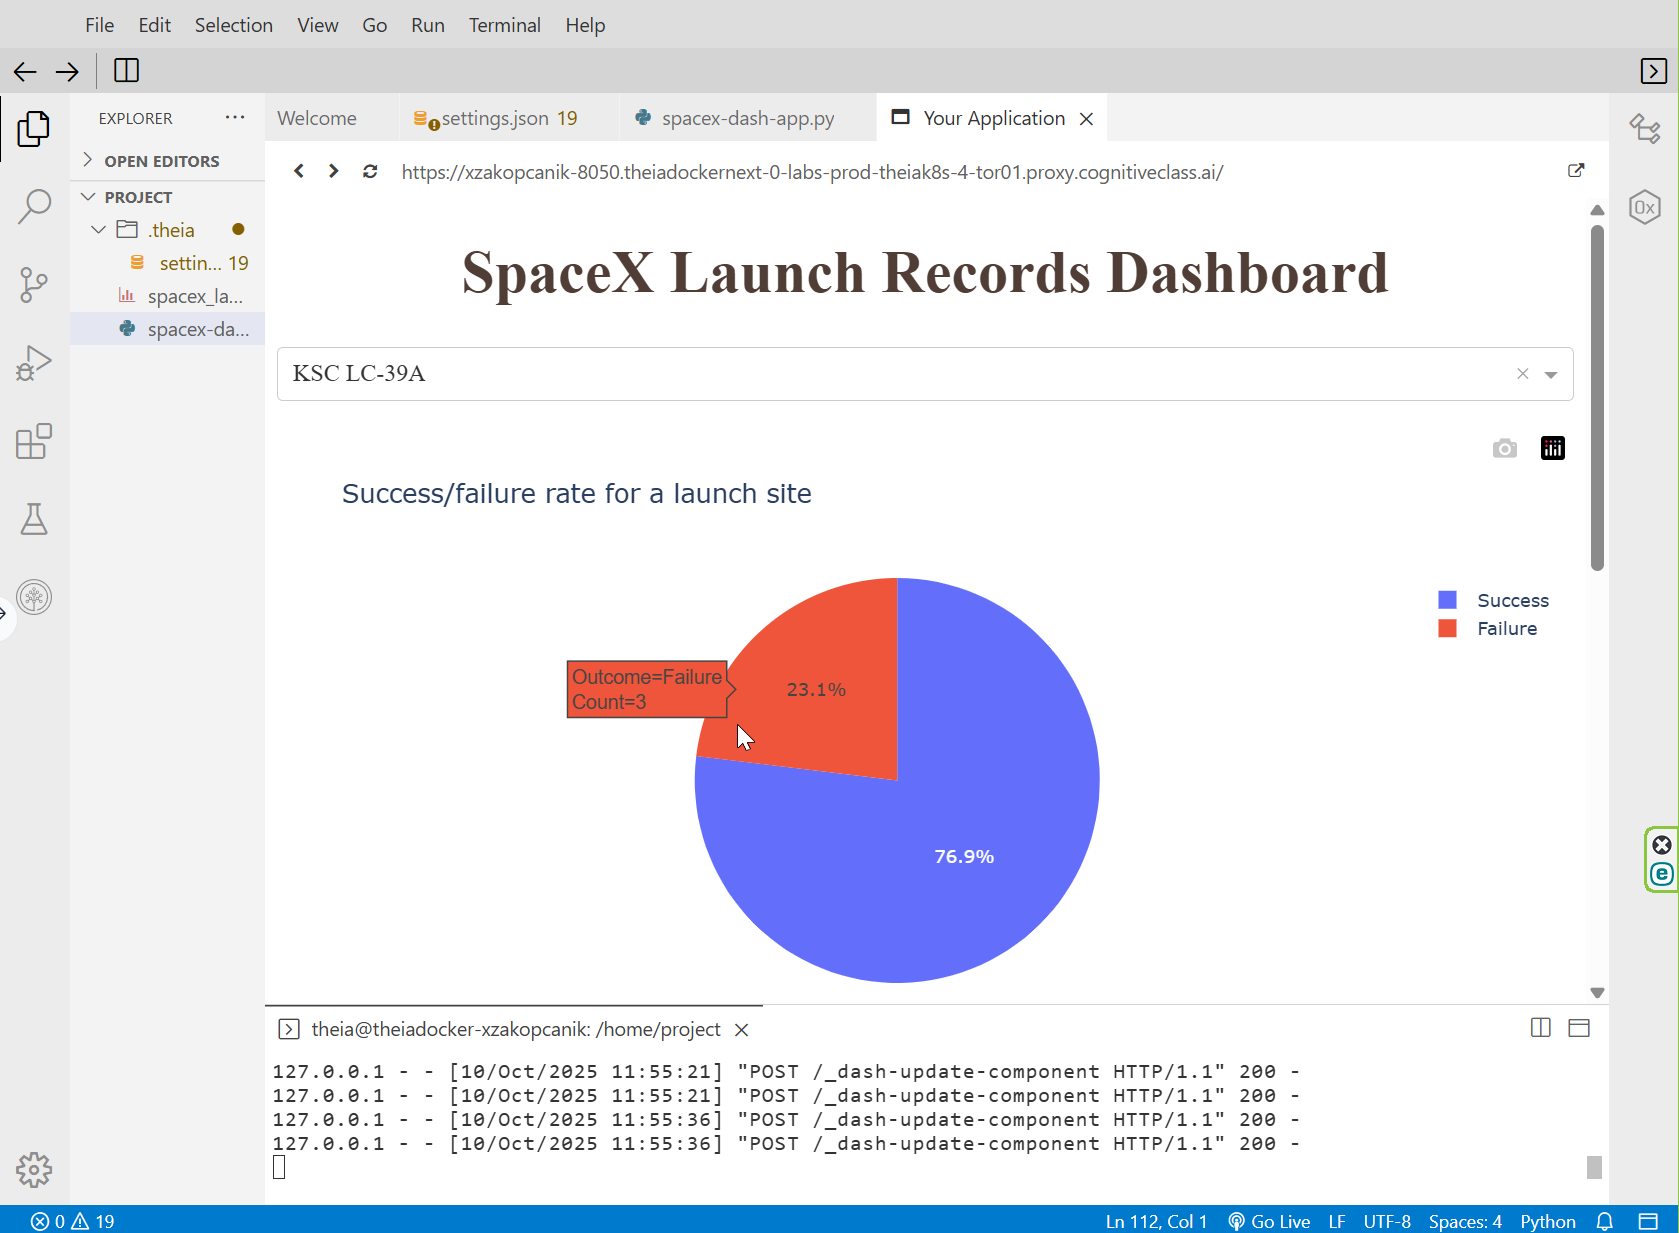 File Edit Selection View Go Run Terminal Help
EXPLORER ...
Welcome settings.json 19 spacex-dash-app.py Your Application
OPEN EDITORS
PROJECT
.theia
settin... 19
spacex_la...
spacex-da...
https://xzakopcanik-8050.theiadockernext-0-labs-prod-theiak8s-4-tor01.proxy.cognitiveclass.ai/
0x
SpaceX Launch Records Dashboard
KSC LC-39A
Success/failure rate for a launch site
Success
Failure
Outcome=Failure
Count=3
23.1%
76.9%
e
theia@theiadocker-xzakopcanik: /home/project
127.0.0.1 - - [10/Oct/2025 11:55:21] "POST /_dash-update-component HTTP/1.1" 200 -
127.0.0.1 - - [10/Oct/2025 11:55:21] "POST /_dash-update-component HTTP/1.1" 200 -
127.0.0.1 - - [10/Oct/2025 11:55:36] "POST /_dash-update-component HTTP/1.1" 200 -
127.0.0.1 - - [10/Oct/2025 11:55:36] "POST /_dash-update-component HTTP/1.1" 200 -
0 19 Ln 112, Col 1 Go Live LF UTF-8 Spaces: 4 Python